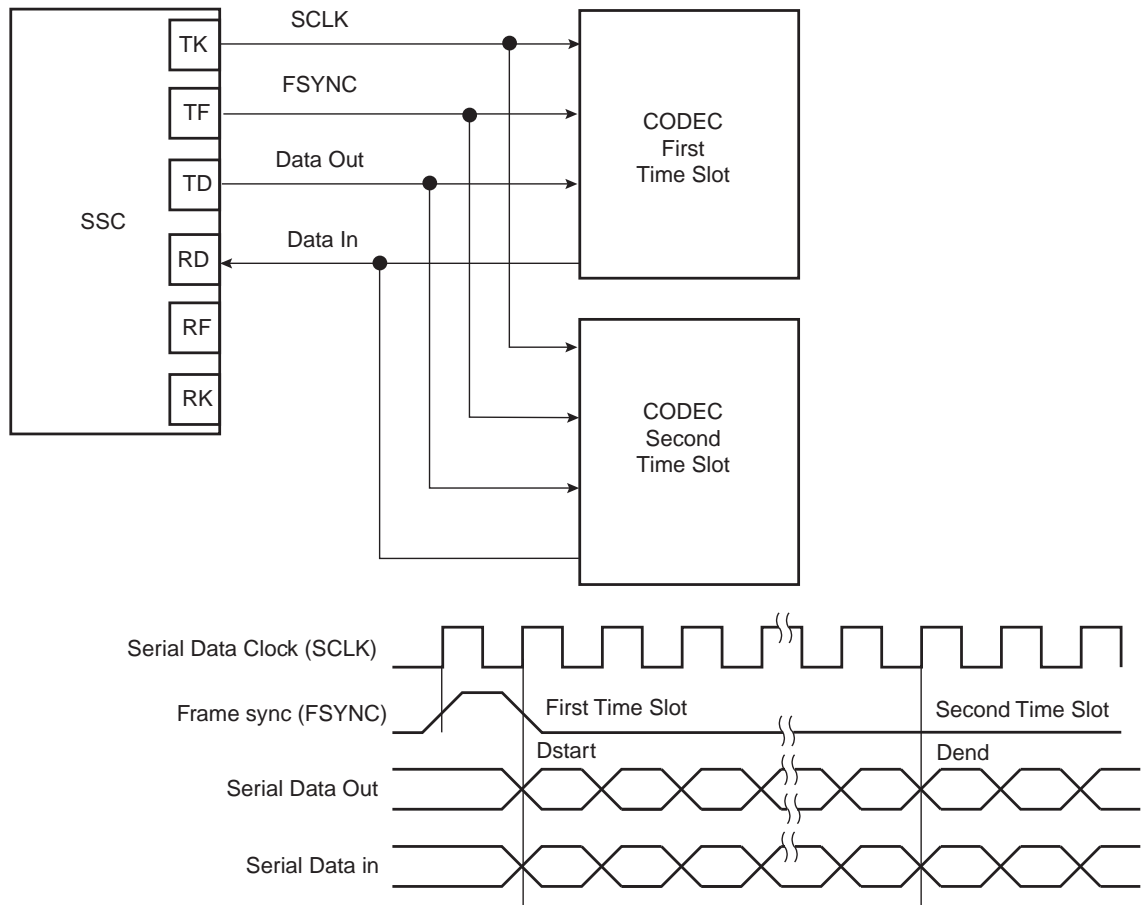 SSC
TK
TF
TD
RD
RF
RK
SCLK
FSYNC
Data Out
Data In
CODEC
First
Time Slot
CODEC
Second
Time Slot
Serial Data Clock (SCLK)
Frame sync (FSYNC)
First Time Slot
Second Time Slot
Dstart
Dend
Serial Data Out
Serial Data in